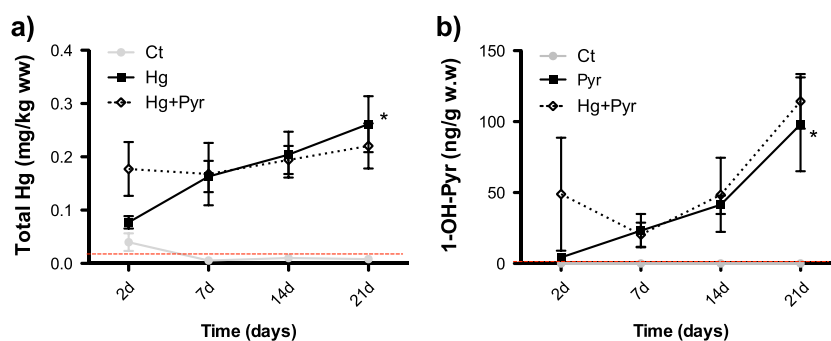 a)
Total Hg (mg/kg ww)
0.4
0.3
0.2
0.1
0.0
Ct
Hg
Hg+Pyr
*
2d
7d
14d
21d
Time (days)
b)
1-OH-Pyr (ng/g w.w)
150
100
50
0
Ct
Pyr
Hg+Pyr
*
2d
7d
14d
21d
Time (days)